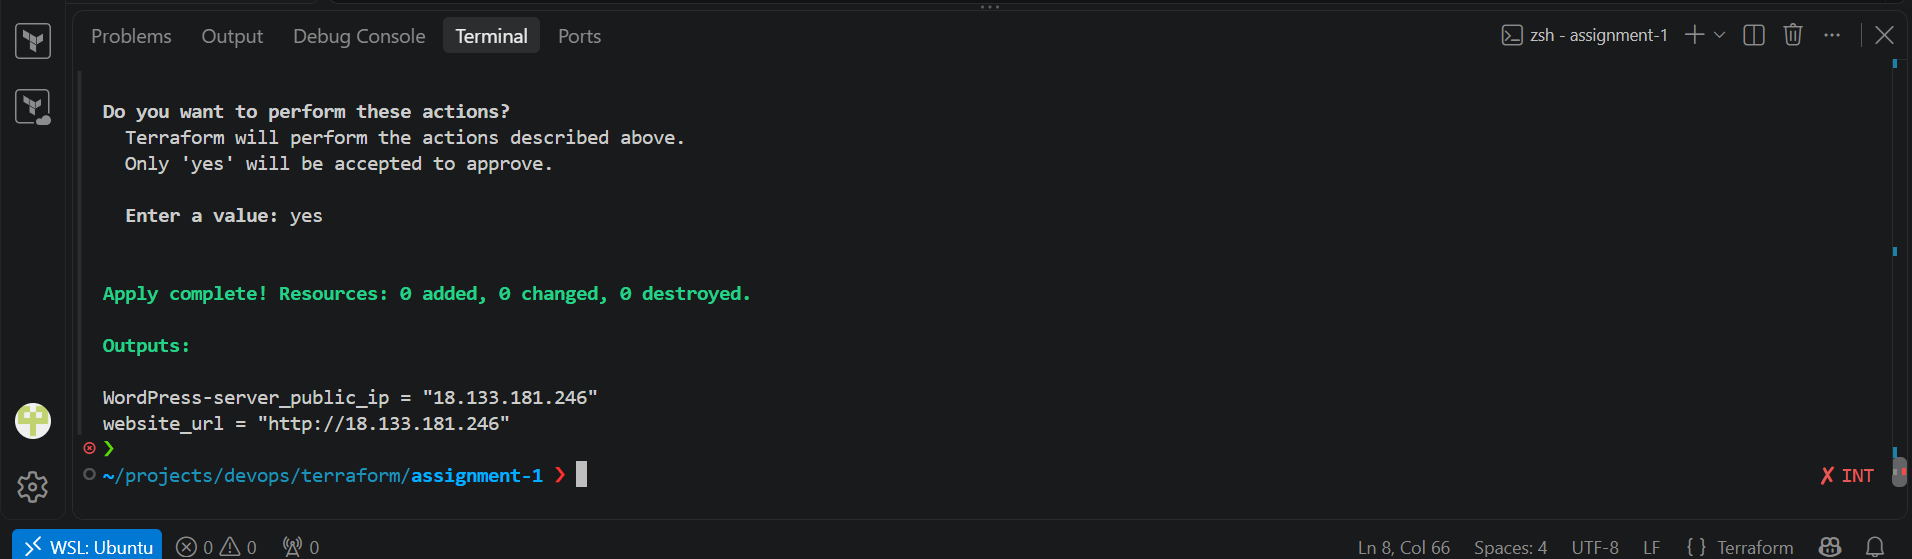 Problems Output Debug Console Terminal Ports zsh - assignment-1
Do you want to perform these actions?
Terraform will perform the actions described above.
Only 'yes' will be accepted to approve.
Enter a value: yes
Apply complete! Resources: 0 added, 0 changed, 0 destroyed.
Outputs:
WordPress-server_public_ip = "18.133.181.246"
website_url = "http://18.133.181.246"
❯
~/projects/devops/terraform/assignment-1 ❯ ✗ INT
WSL: Ubuntu 0 0 0 Ln 8, Col 66 Spaces: 4 UTF-8 LF { } Terraform